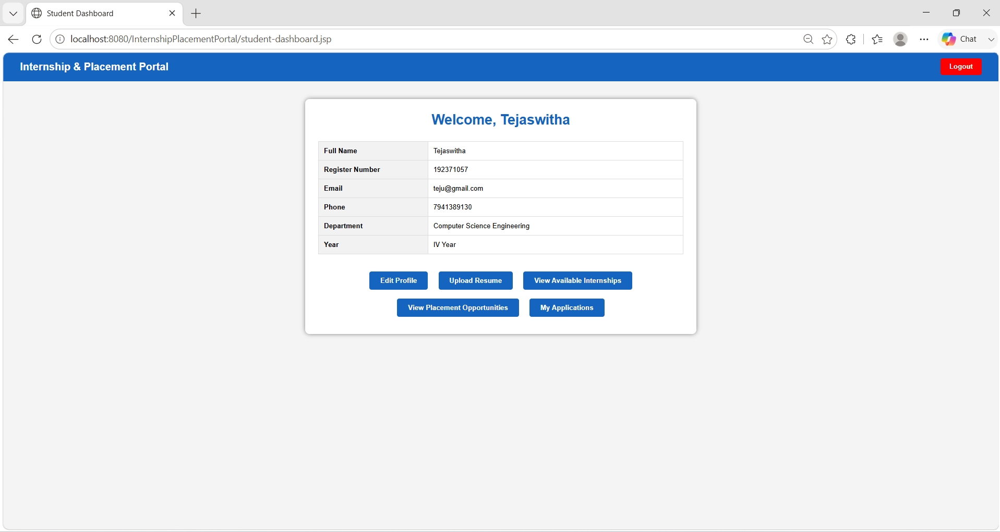 Student Dashboard
localhost:8080/InternshipPlacementPortal/student-dashboard.jsp
Chat
Internship & Placement Portal
Logout
Welcome, Tejaswitha
Full Name Tejaswitha
Register Number 192371057
Email teju@gmail.com
Phone 7941389130
Department Computer Science Engineering
Year IV Year
Edit Profile Upload Resume View Available Internships
View Placement Opportunities My Applications